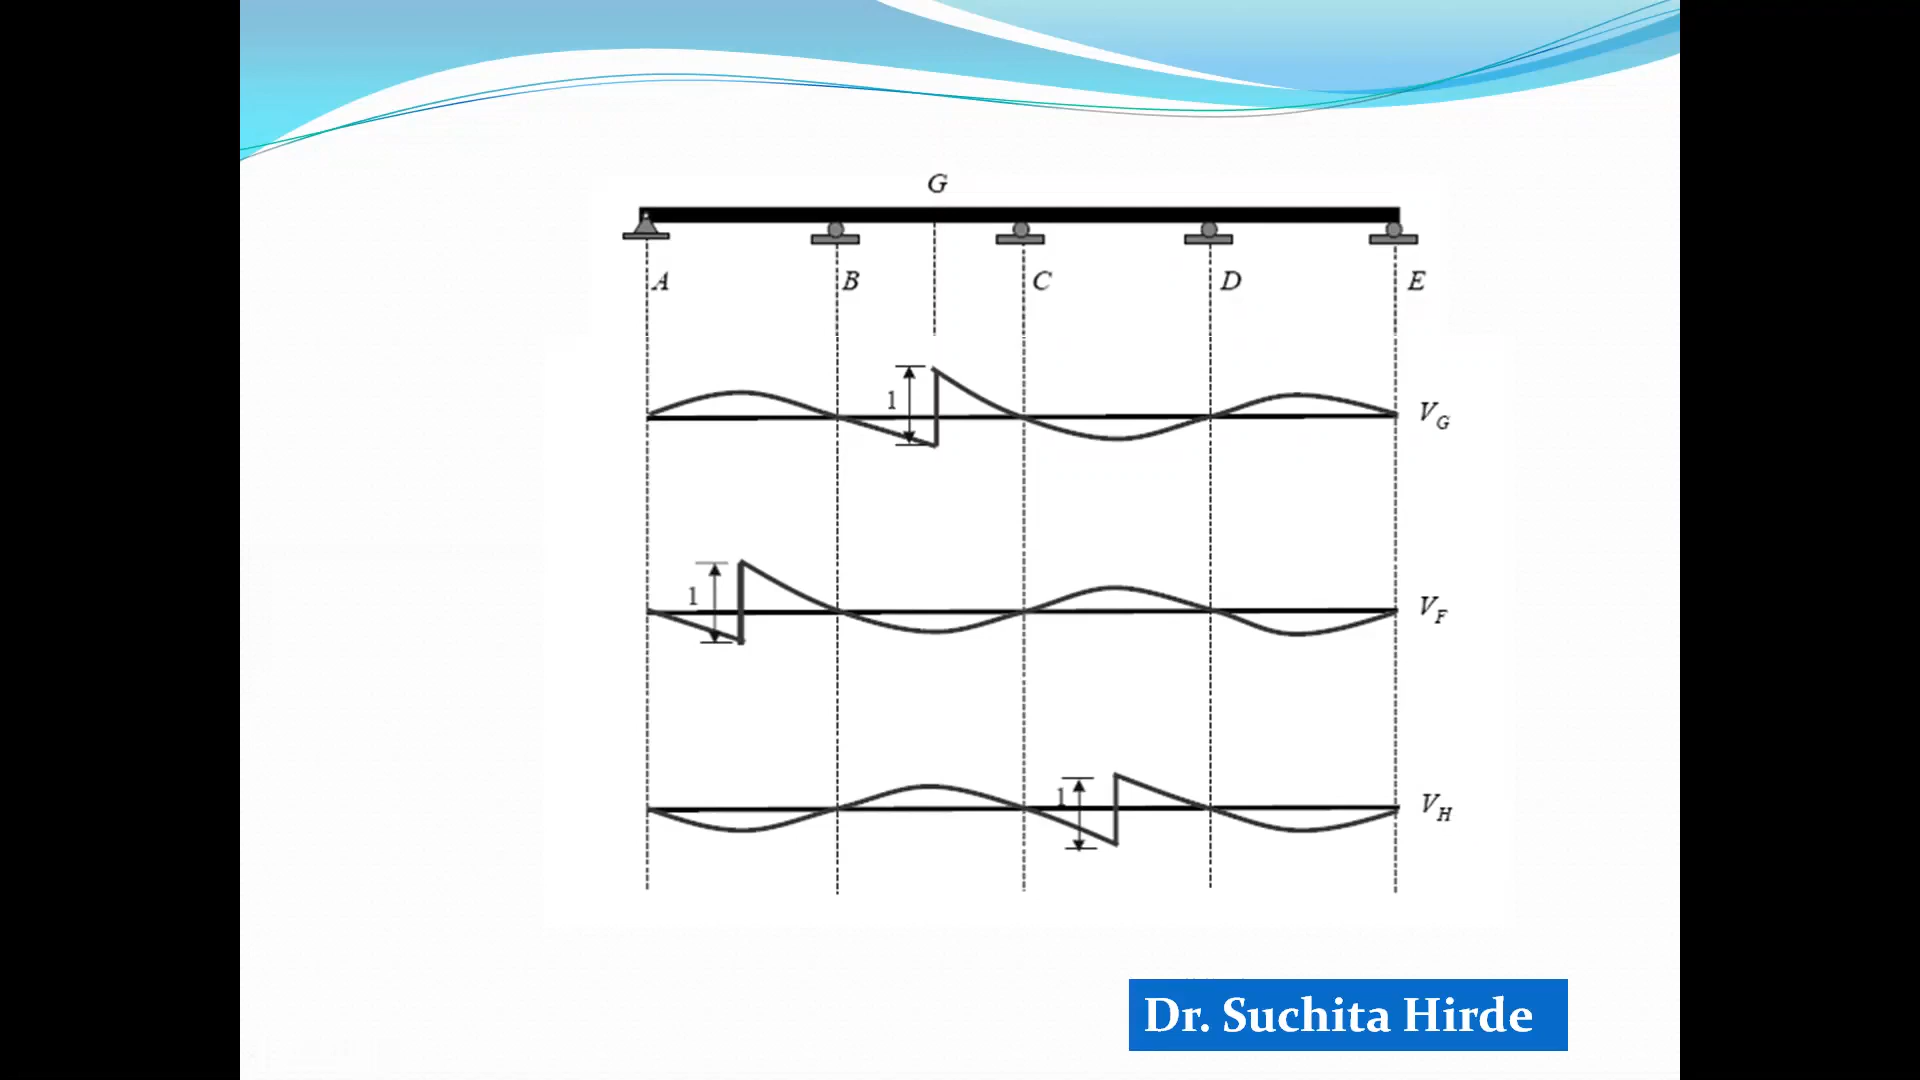 G
A B C D E
1 V_G
1 V_F
1 V_H
Dr. Suchita Hirde